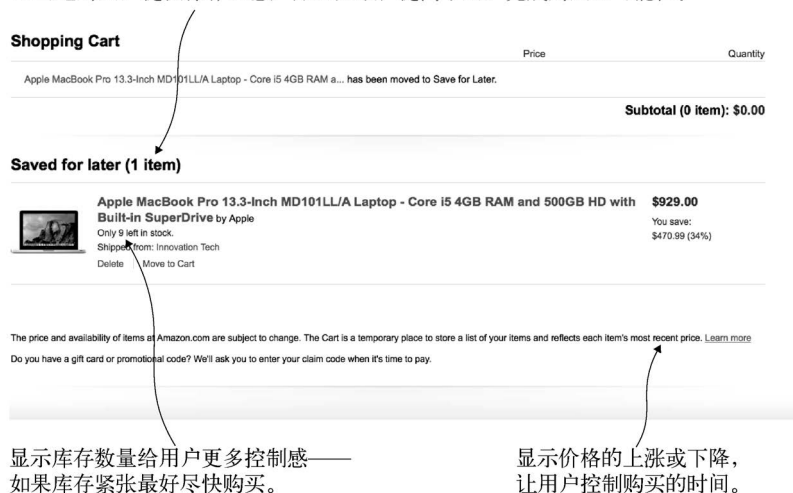 Shopping Cart
Price Quantity
Apple MacBook Pro 13.3-Inch MD101LL/A Laptop - Core i5 4GB RAM a... has been moved to Save for Later.
Subtotal (0 item): $0.00
Saved for later (1 item)
Apple MacBook Pro 13.3-Inch MD101LL/A Laptop - Core i5 4GB RAM and 500GB HD with $929.00
Built-in SuperDrive by Apple
You save:
Only 9 left in stock.
$470.99 (34%)
Shipped from: Innovation Tech
Delete Move to Cart
The price and availability of items at Amazon.com are subject to change. The Cart is a temporary place to store a list of your items and reflects each item's most recent price. Learn more
Do you have a gift card or promotional code? We'll ask you to enter your claim code when it's time to pay.
显示库存数量给用户更多控制感——
如果库存紧张最好尽快购买。
显示价格的上涨或下降，
让用户控制购买的时间。